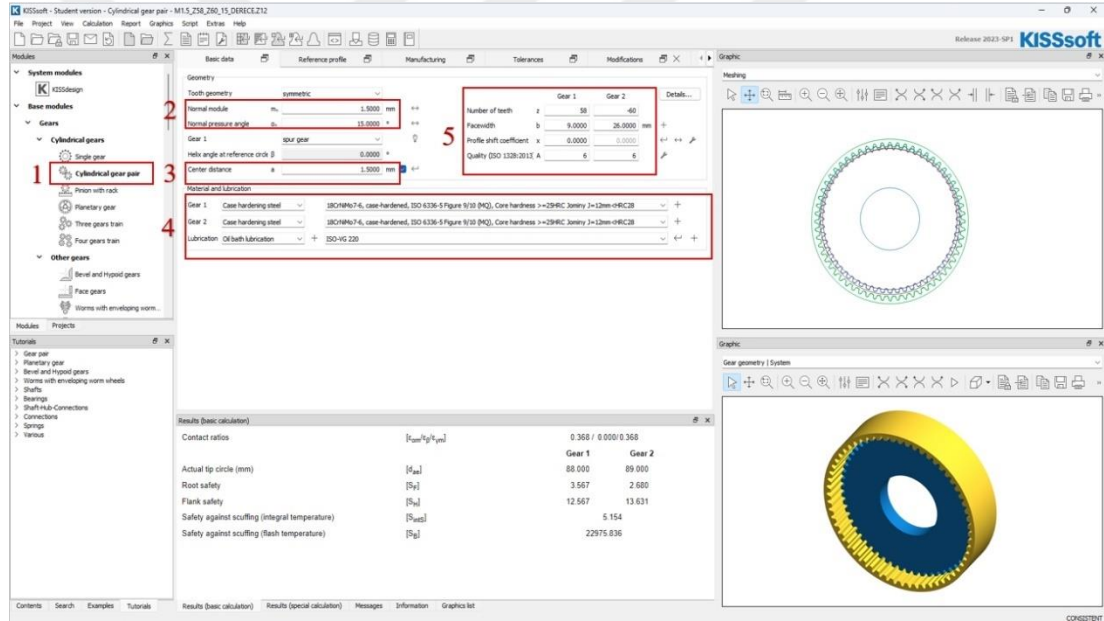 KISSsoft - Student version - Cylindrical gear pair - M1.5_Z58_Z60_15_DERECE.Z12
File Project View Calculation Report Graphics Script Extras Help
Release 2023-SP1 KISSsoft
Modules
System modules
KISSdesign
Base modules
Gears
Cylindrical gears
Single gear
1 Cylindrical gear pair
Pinion with rack
Planetary gear
Three gears train
Four gears train
Other gears
Bevel and Hypoid gears
Face gears
Worms with enveloping worm...
Modules Projects
Tutorials
Gear pair
Planetary gear
Bevel and Hypoid gears
Worms with enveloping worm wheels
Shafts
Bearings
Shaft-Hub-Connections
Connections
Springs
Various
Contents Search Examples Tutorials
Basic data Reference profile Manufacturing Tolerances Modifications
Geometry
Tooth geometry symmetric
2 Normal module mₙ 1.5000 mm
Normal pressure angle αₙ 15.0000 °
Gear 1 spur gear
Helix angle at reference circle β 0.0000 °
3 Center distance a 1.5000 mm
5 Gear 1 Gear 2 Details...
Number of teeth z 58 -60
Facewidth b 9.0000 26.0000 mm
Profile shift coefficient x 0.0000 0.0000
Quality (ISO 1328:2013) A 6 6
Material and lubrication
4
Gear 1 Case hardening steel 18CrNiMo7-6, case-hardened, ISO 6336-5 Figure 9/10 (MQ), Core hardness >=25HRC Jominy J=12mm<HRC28
Gear 2 Case hardening steel 18CrNiMo7-6, case-hardened, ISO 6336-5 Figure 9/10 (MQ), Core hardness >=25HRC Jominy J=12mm<HRC28
Lubrication Oil bath lubrication ISO-VG 220
Results (basic calculation)
Contact ratios [εαm/εβ/εγm] 0.368 / 0.000/ 0.368
Gear 1 Gear 2
Actual tip circle (mm) [dae] 88.000 89.000
Root safety [SF] 3.567 2.680
Flank safety [SH] 12.567 13.631
Safety against scuffing (integral temperature) [SintS] 5.154
Safety against scuffing (flash temperature) [SB] 22975.836
Results (basic calculation) Results (special calculation) Messages Information Graphics list
Graphic
Meshing
Graphic
Gear geometry | System
CONSISTENT